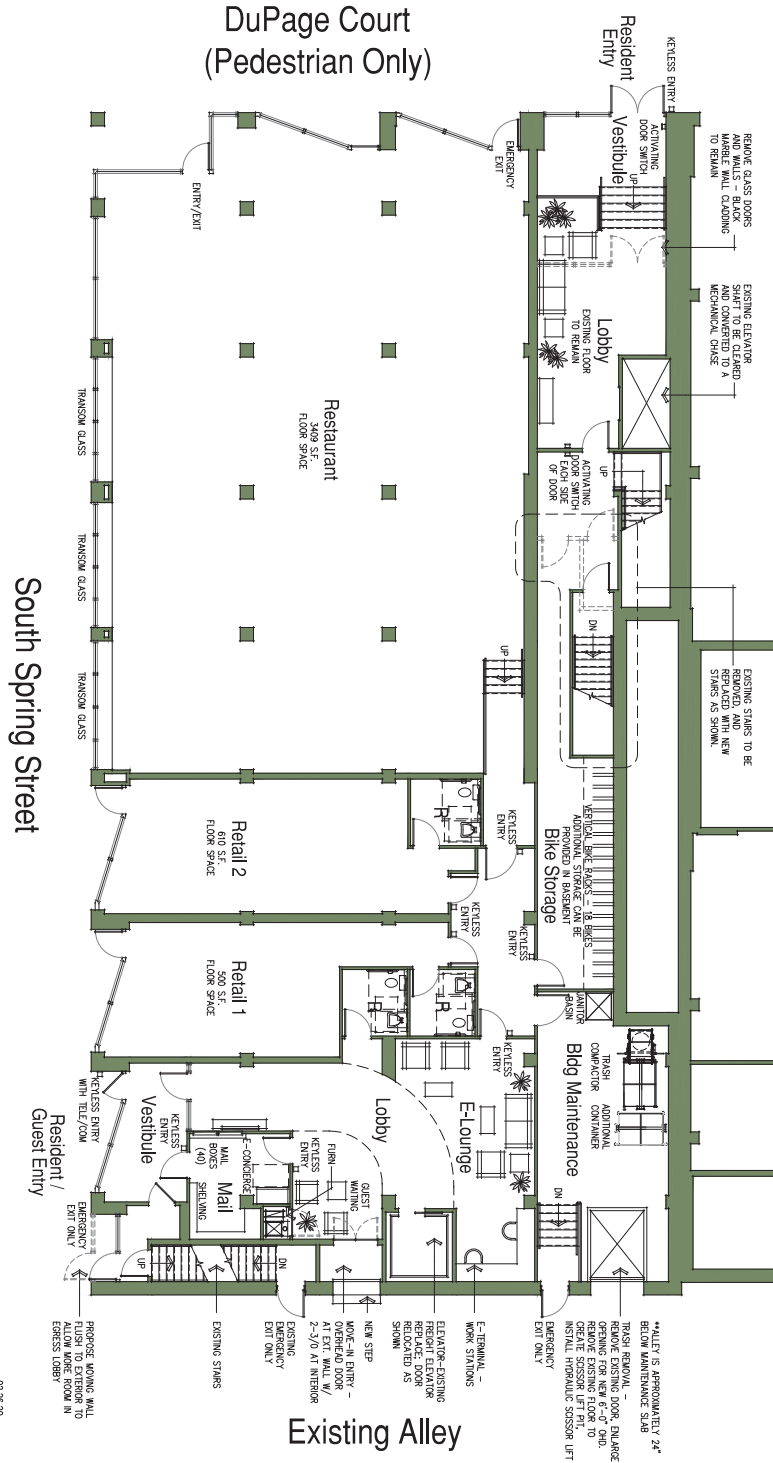 DuPage Court
(Pedestrian Only)
Resident
Entry
KEYLESS ENTRY
Vestibule
ACTIVATING
DOOR SWITCH
UP
REMOVE GLASS DOORS
AND WALLS – BLACK
MARBLE WALL CLADDING
TO REMAIN
EMERGENCY
EXIT
ENTRY/EXIT
EXISTING ELEVATOR
SHAFT TO BE CLEARED
AND CONVERTED TO A
MECHANICAL CHASE
Lobby
EXISTING FLOOR
TO REMAIN
Restaurant
3409 S.F.
FLOOR SPACE
TRANSOM GLASS
TRANSOM GLASS
TRANSOM GLASS
ACTIVATING
DOOR SWITCH
EACH SIDE
OF DOOR
UP
DN
UP
EXISTING STAIRS TO BE
REMOVED, AND
REPLACED WITH NEW
STAIRS AS SHOWN.
South Spring Street
VERTICAL BIKE RACKS – 18 BIKES
ADDITIONAL STORAGE CAN BE
PROVIDED IN BASEMENT
Bike Storage
KEYLESS
ENTRY
R
Retail 2
610 S.F.
FLOOR SPACE
KEYLESS
ENTRY
KEYLESS
ENTRY
Retail 1
500 S.F.
FLOOR SPACE
R
R
JANITOR
BASIN
TRASH
COMPACTOR
ADDITIONAL
CONTAINER
Bldg Maintenance
KEYLESS
ENTRY
E-Lounge
Lobby
KEYLESS ENTRY
WITH TELE/COM
Resident /
Guest Entry
Vestibule
KEYLESS
ENTRY
E-CONCIERGE
MAIL
BOXES
(40)
Mail
SHELVING
FURN
KEYLESS
ENTRY
GUEST
WAITING
DN
EMERGENCY
EXIT ONLY
UP
DN
PROPOSE MOVING WALL
FLUSH TO EXTERIOR TO
ALLOW MORE ROOM IN
EGRESS LOBBY
EXISTING STAIRS
EXISTING
EMERGENCY
EXIT ONLY
MOVE-IN ENTRY –
OVERHEAD DOOR
AT EXT. WALL W/
2-3/0 AT INTERIOR
NEW STEP
ELEVATOR-EXISTING
FREIGHT ELEVATOR
REPLACE; DOOR
RELOCATED AS
SHOWN
E-TERMINAL –
WORK STATIONS
EMERGENCY
EXIT ONLY
TRASH REMOVAL –
REMOVE EXISTING DOOR, ENLARGE
OPENING FOR NEW 6'-0" OHD.
REMOVE EXISTING FLOOR TO
CREATE SCISSOR LIFT PIT,
INSTALL HYDRAULIC SCISSOR LIFT
**ALLEY IS APPROXIMATELY 24"
BELOW MAINTENANCE SLAB
Existing Alley